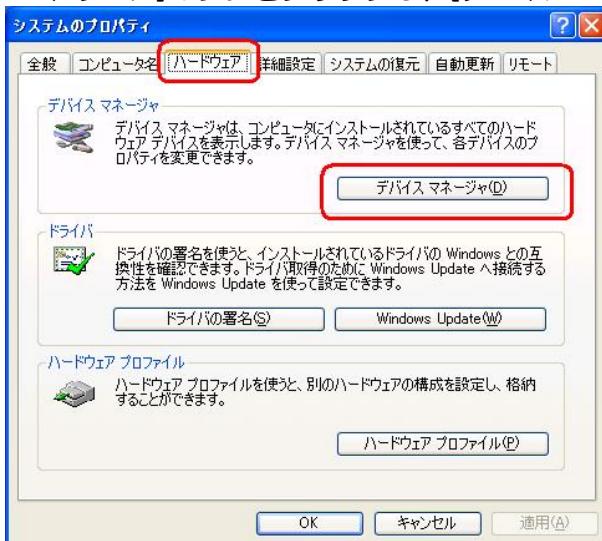 システムのプロパティ
全般 コンピュータ名 ハードウェア 詳細設定 システムの復元 自動更新 リモート
デバイス マネージャ
デバイス マネージャは、コンピュータにインストールされているすべてのハード
ウェア デバイスを表示します。デバイス マネージャを使って、各デバイスのプ
ロパティを変更できます。
デバイス マネージャ(D)
ドライバ
ドライバの署名を使うと、インストールされているドライバの Windows との互
換性を確認できます。ドライバ取得のために Windows Update へ接続する
方法を Windows Update を使って設定できます。
ドライバの署名(S) Windows Update(W)
ハードウェア プロファイル
ハードウェア プロファイルを使うと、別のハードウェアの構成を設定し、格納
することができます。
ハードウェア プロファイル(P)
OK キャンセル 適用(A)